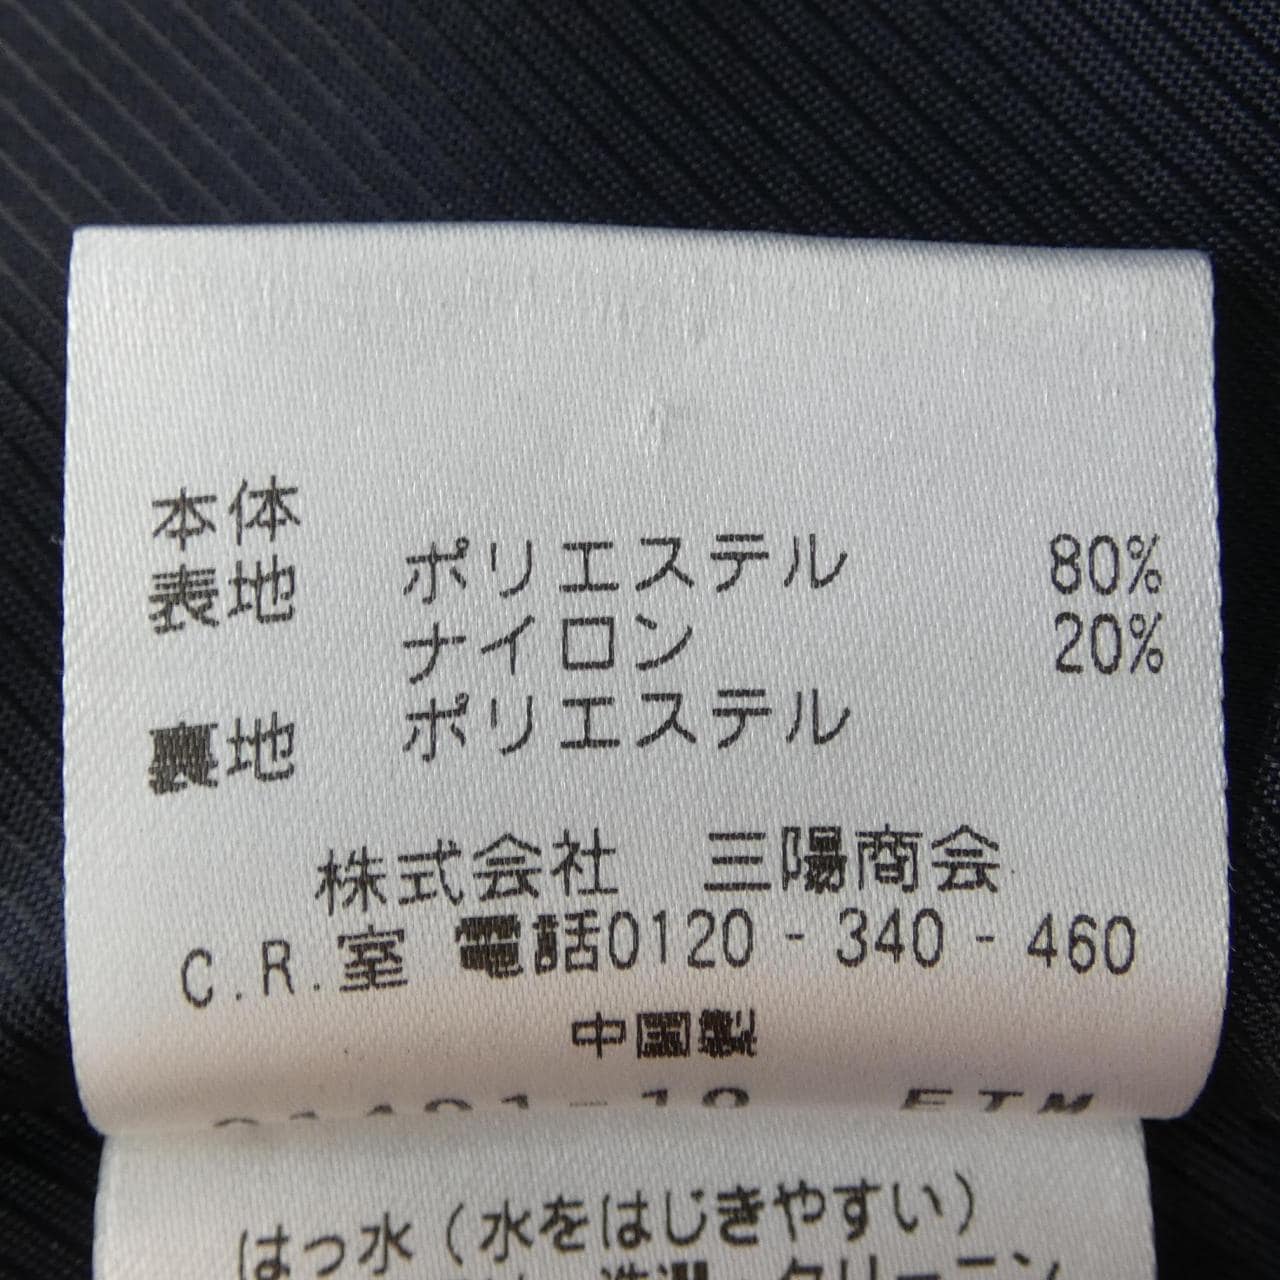 本体
表地 ポリエステル 80%
ナイロン 20%
裏地 ポリエステル
株式会社 三陽商会
C.R.室 電話0120-340-460
中国製
はっ水(水をはじきやすい)